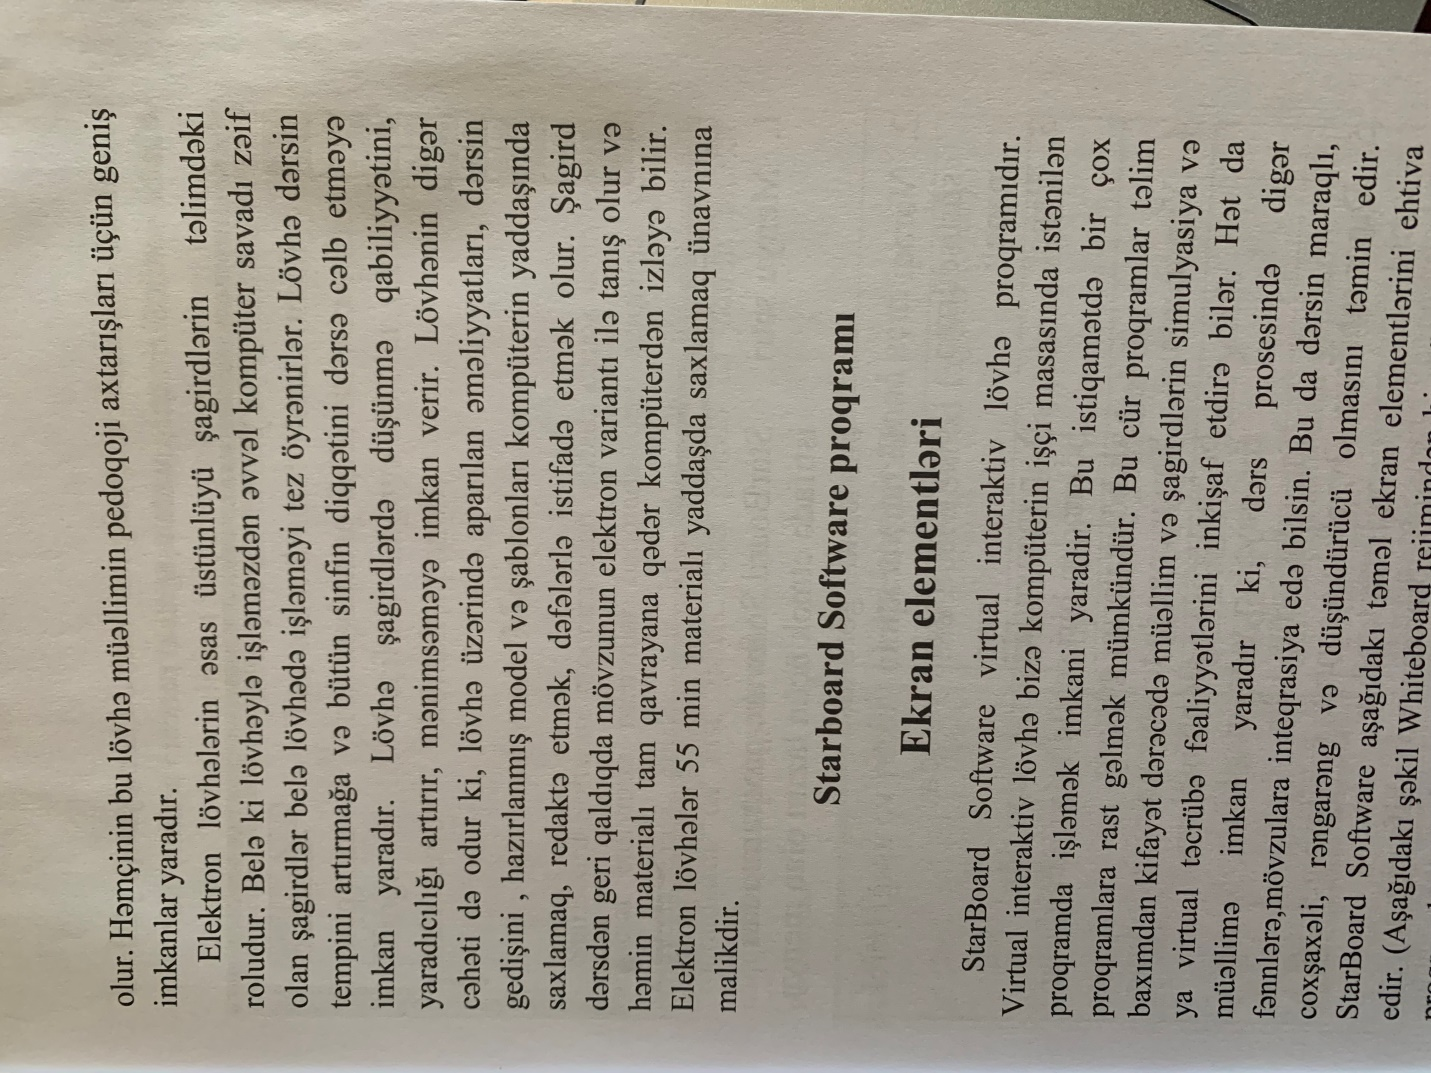 olur. Həmçinin bu lövhə müəllimin pedoqoji axtarışları üçün geniş
imkanlar yaradır.
Elektron lövhələrin əsas üstünlüyü şagirdlərin təlimdəki
roludur. Belə ki lövhəylə işləməzdən əvvəl kompüter savadı zəif
olan şagirdlər belə lövhədə işləməyi tez öyrənirlər. Lövhə dərsin
tempini artırmağa və bütün sinfin diqqətini dərsə cəlb etməyə
imkan yaradır. Lövhə şagirdlərdə düşünmə qabiliyyətini,
yaradıcılığı artırır, mənimsəməyə imkan verir. Lövhənin digər
cəhəti də odur ki, lövhə üzərində aparılan əməliyyatları, dərsin
gedişini , hazırlanmış model və şablonları kompüterin yaddaşında
saxlamaq, redaktə etmək, dəfələrlə istifadə etmək olur. Şagird
dərsdən geri qaldıqda mövzunun elektron variantı ilə tanış olur və
həmin materialı tam qavrayana qədər kompüterdən izləyə bilir.
Elektron lövhələr 55 min materialı yaddaşda saxlamaq ünavnına
malikdir.
Starboard Software proqramı
Ekran elementləri
StarBoard Software virtual interaktiv lövhə proqramıdır.
Virtual interaktiv lövhə bizə kompüterin işçi masasında istənilən
proqramda işləmək imkani yaradir. Bu istiqamətdə bir çox
proqramlara rast gəlmək mümkündür. Bu cür proqramlar təlim
baxımından kifayət dərəcədə müəllim və şagirdlərin simulyasiya və
ya virtual təcrübə fəaliyyətlərini inkişaf etdirə bilər. Hət da
müəllimə imkan yaradır ki, dərs prosesində digər
fənnlərə,mövzulara inteqrasiya edə bilsin. Bu da dərsin maraqlı,
coxşaxəli, rəngarəng və düşündürücü olmasını təmin edir.
StarBoard Software aşağıdakı təməl ekran elementlərini ehtiva
edir. (Aşağıdakı şəkil Whiteboard rejimindən